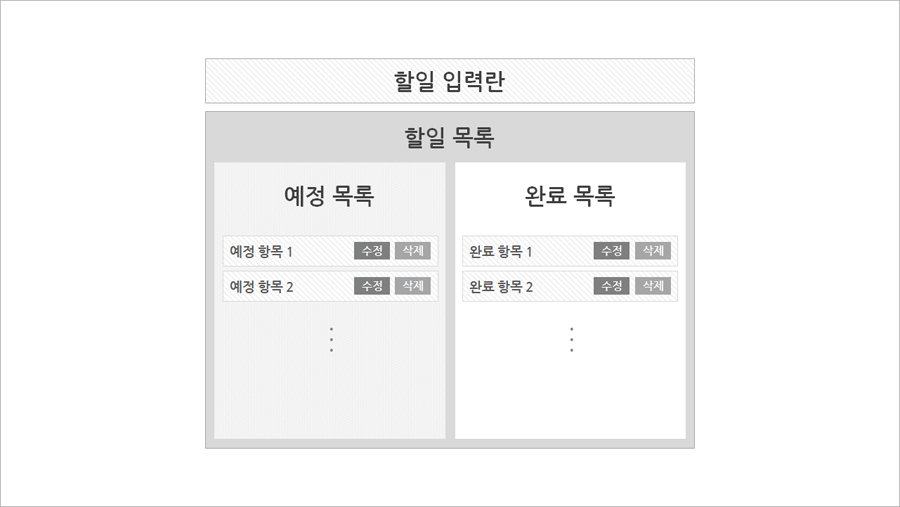 할일 입력란
할일 목록
예정 목록
예정 항목 1 수정 삭제
예정 항목 2 수정 삭제
완료 목록
완료 항목 1 수정 삭제
완료 항목 2 수정 삭제